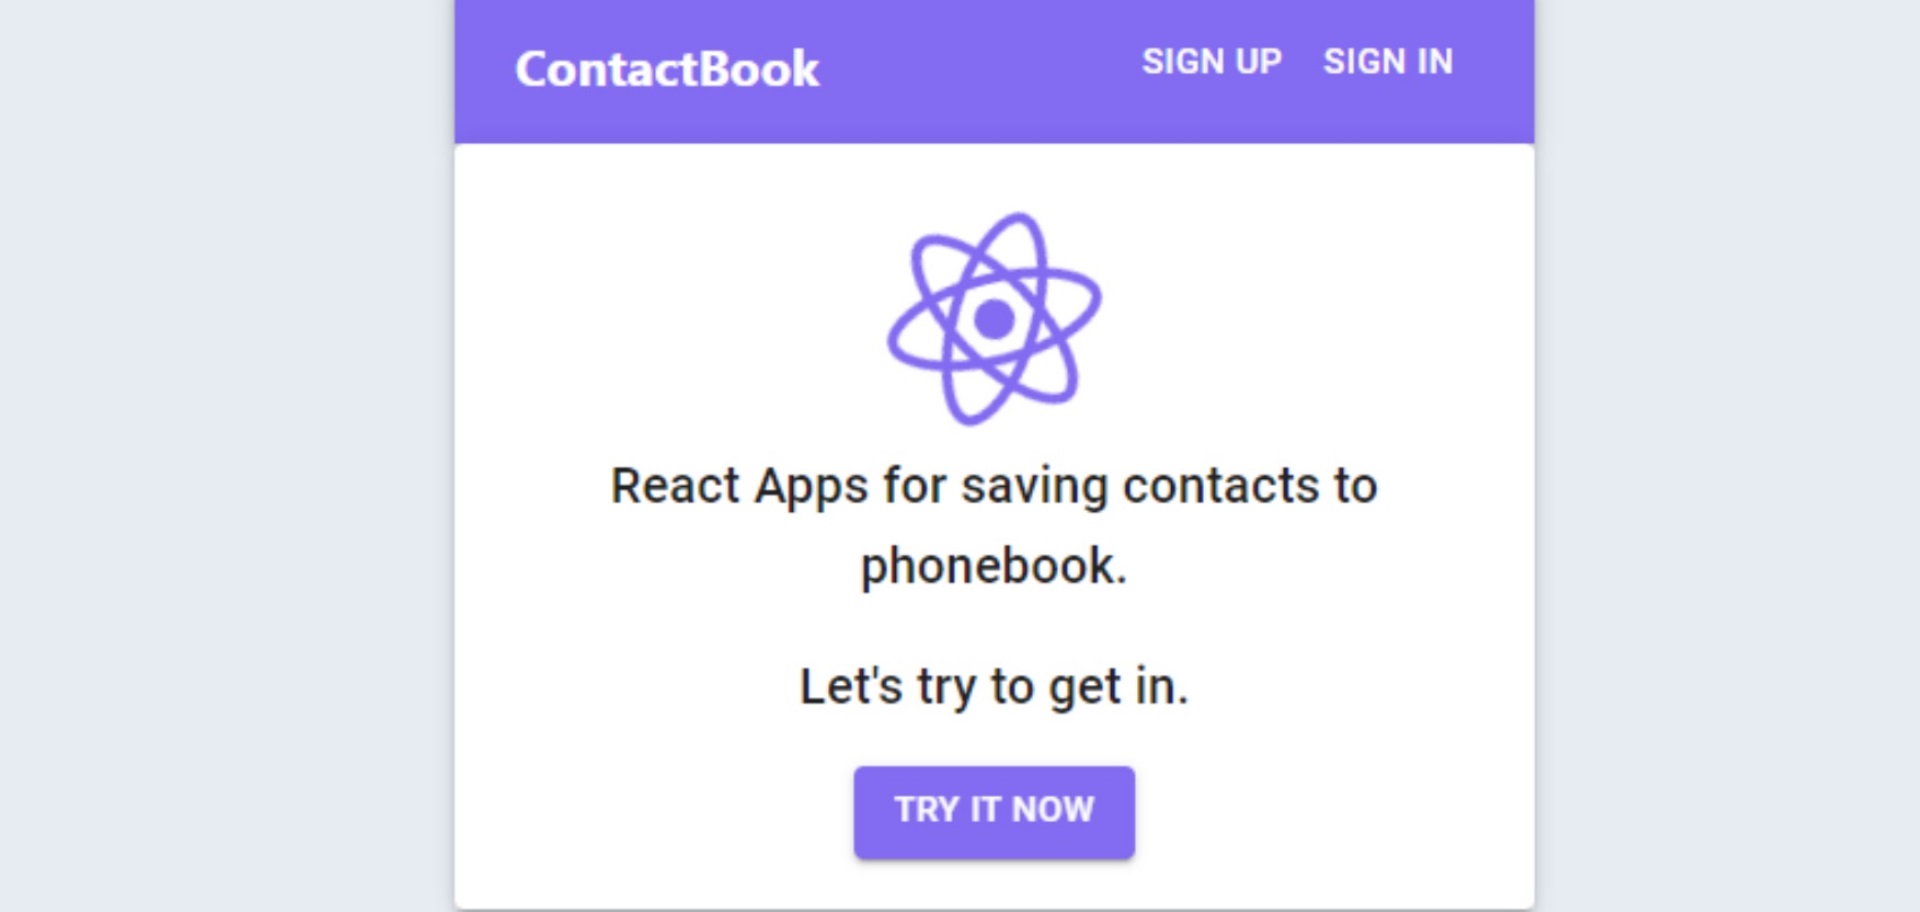 ContactBook
SIGN UP SIGN IN
React Apps for saving contacts to
phonebook.
Let's try to get in.
TRY IT NOW